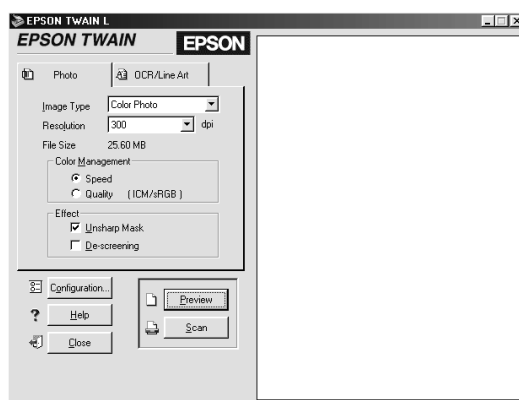 EPSON TWAIN L
EPSON TWAIN
EPSON
Photo
OCR/Line Art
Image Type
Color Photo
Resolution
300
dpi
File Size
25.60 MB
Color Management
Speed
Quality
(ICM/sRGB)
Effect
Unsharp Mask
De-screening
Configuration...
Preview
Help
Scan
Close